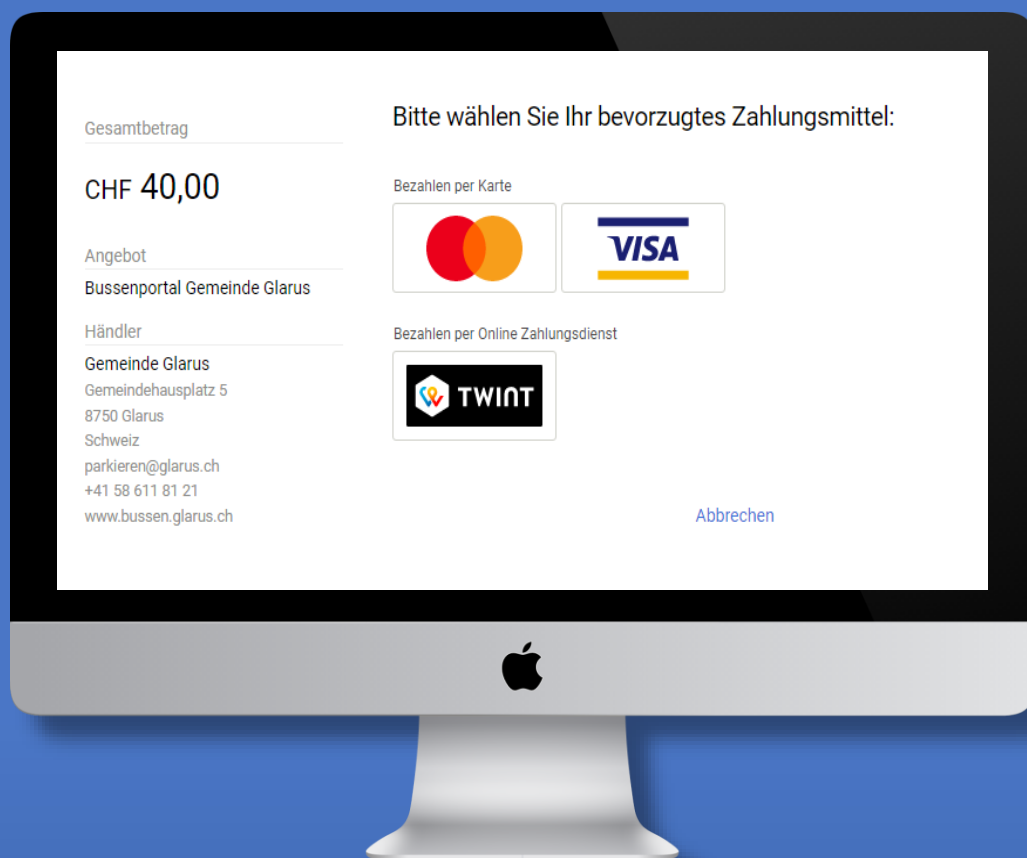 Gesamtbetrag
CHF 40,00
Angebot
Bussenportal Gemeinde Glarus
Händler
Gemeinde Glarus
Gemeindehausplatz 5
8750 Glarus
Schweiz
parkieren@glarus.ch
+41 58 611 81 21
www.bussen.glarus.ch
Bitte wählen Sie Ihr bevorzugtes Zahlungsmittel:
Bezahlen per Karte
VISA
Bezahlen per Online Zahlungsdienst
TWINT
Abbrechen